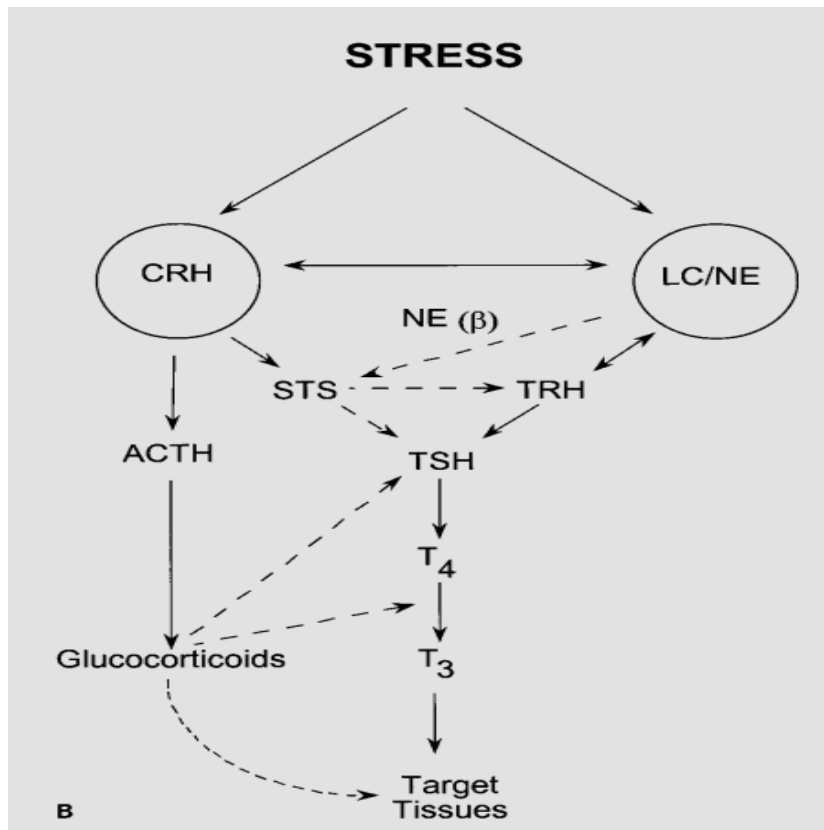 STRESS
CRH
LC/NE
NE (β)
STS
TRH
ACTH
TSH
T4
Glucocorticoids
T3
Target
Tissues
B